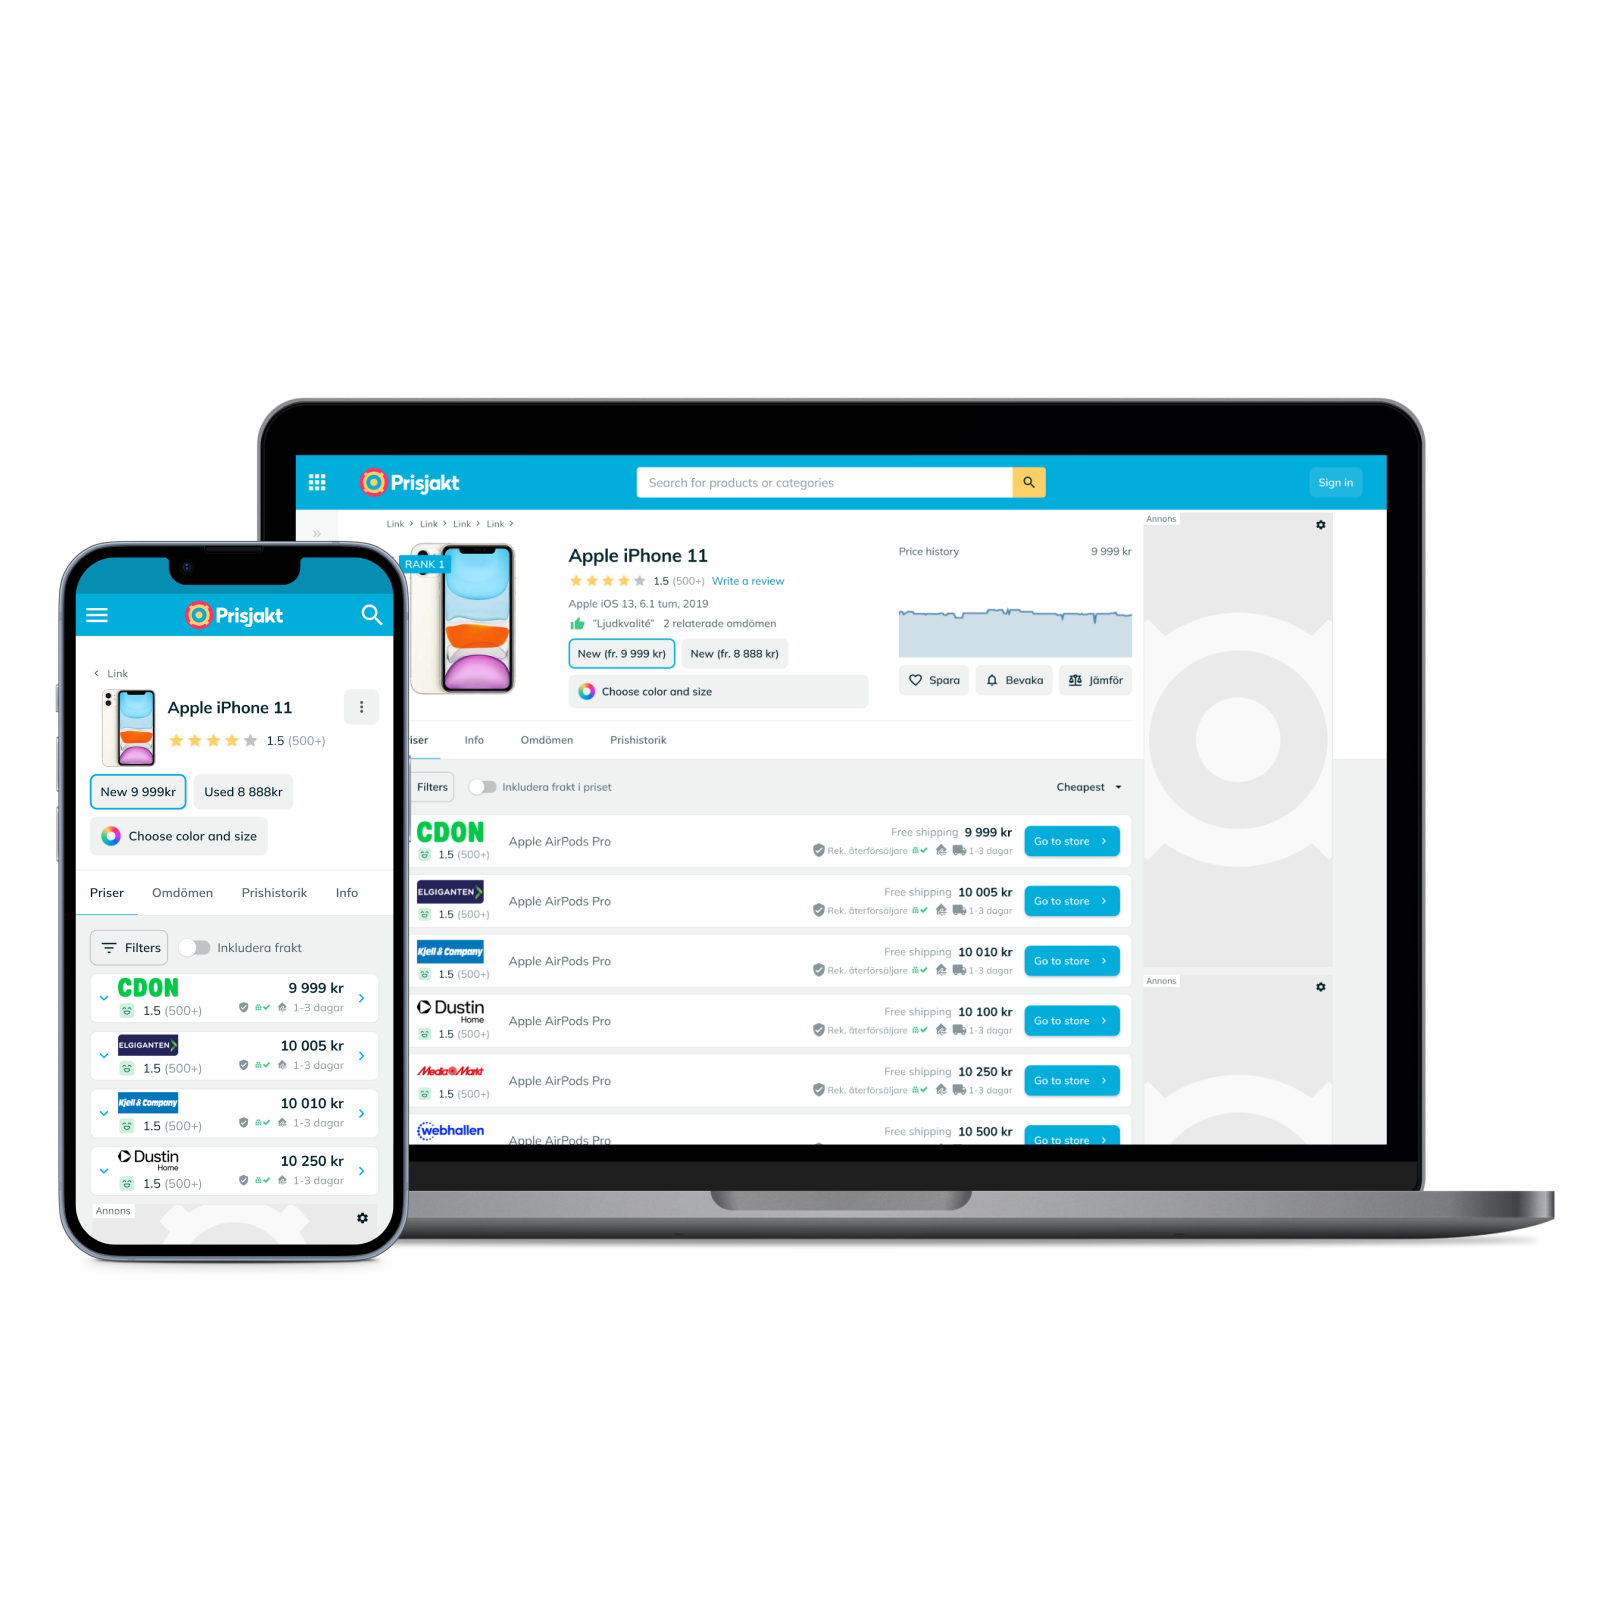 Prisjakt
Search for products or categories
Sign in
Link > Link > Link > Link >
Annons
RANK 1
Apple iPhone 11
1.5 (500+) Write a review
Apple iOS 13, 6.1 tum, 2019
"Ljudkvalité" 2 relaterade omdömen
New (fr. 9 999 kr) New (fr. 8 888 kr)
Choose color and size
Price history 9 999 kr
Spara Bevaka Jämför
Info Omdömen Prishistorik
Filters Inkludera frakt i priset Cheapest
CDON
1.5 (500+)
Apple AirPods Pro
Free shipping 9 999 kr
Rek. återförsäljare 1-3 dagar
Go to store
ELGIGANTEN
1.5 (500+)
Apple AirPods Pro
Free shipping 10 005 kr
Rek. återförsäljare 1-3 dagar
Go to store
Kjell & Company
1.5 (500+)
Apple AirPods Pro
Free shipping 10 010 kr
Rek. återförsäljare 1-3 dagar
Go to store
Dustin
Home
1.5 (500+)
Apple AirPods Pro
Free shipping 10 100 kr
Rek. återförsäljare 1-3 dagar
Go to store
MediaMarkt
1.5 (500+)
Apple AirPods Pro
Free shipping 10 250 kr
Rek. återförsäljare 1-3 dagar
Go to store
webhallen
Apple AirPods Pro
Free shipping 10 500 kr
Go to store
Annons
Prisjakt
Link
Apple iPhone 11
1.5 (500+)
New 9 999kr Used 8 888kr
Choose color and size
Priser Omdömen Prishistorik Info
Filters Inkludera frakt
CDON
9 999 kr
1.5 (500+) 1-3 dagar
ELGIGANTEN
10 005 kr
1.5 (500+) 1-3 dagar
Kjell & Company
10 010 kr
1.5 (500+) 1-3 dagar
Dustin
Home
10 250 kr
1.5 (500+) 1-3 dagar
Annons